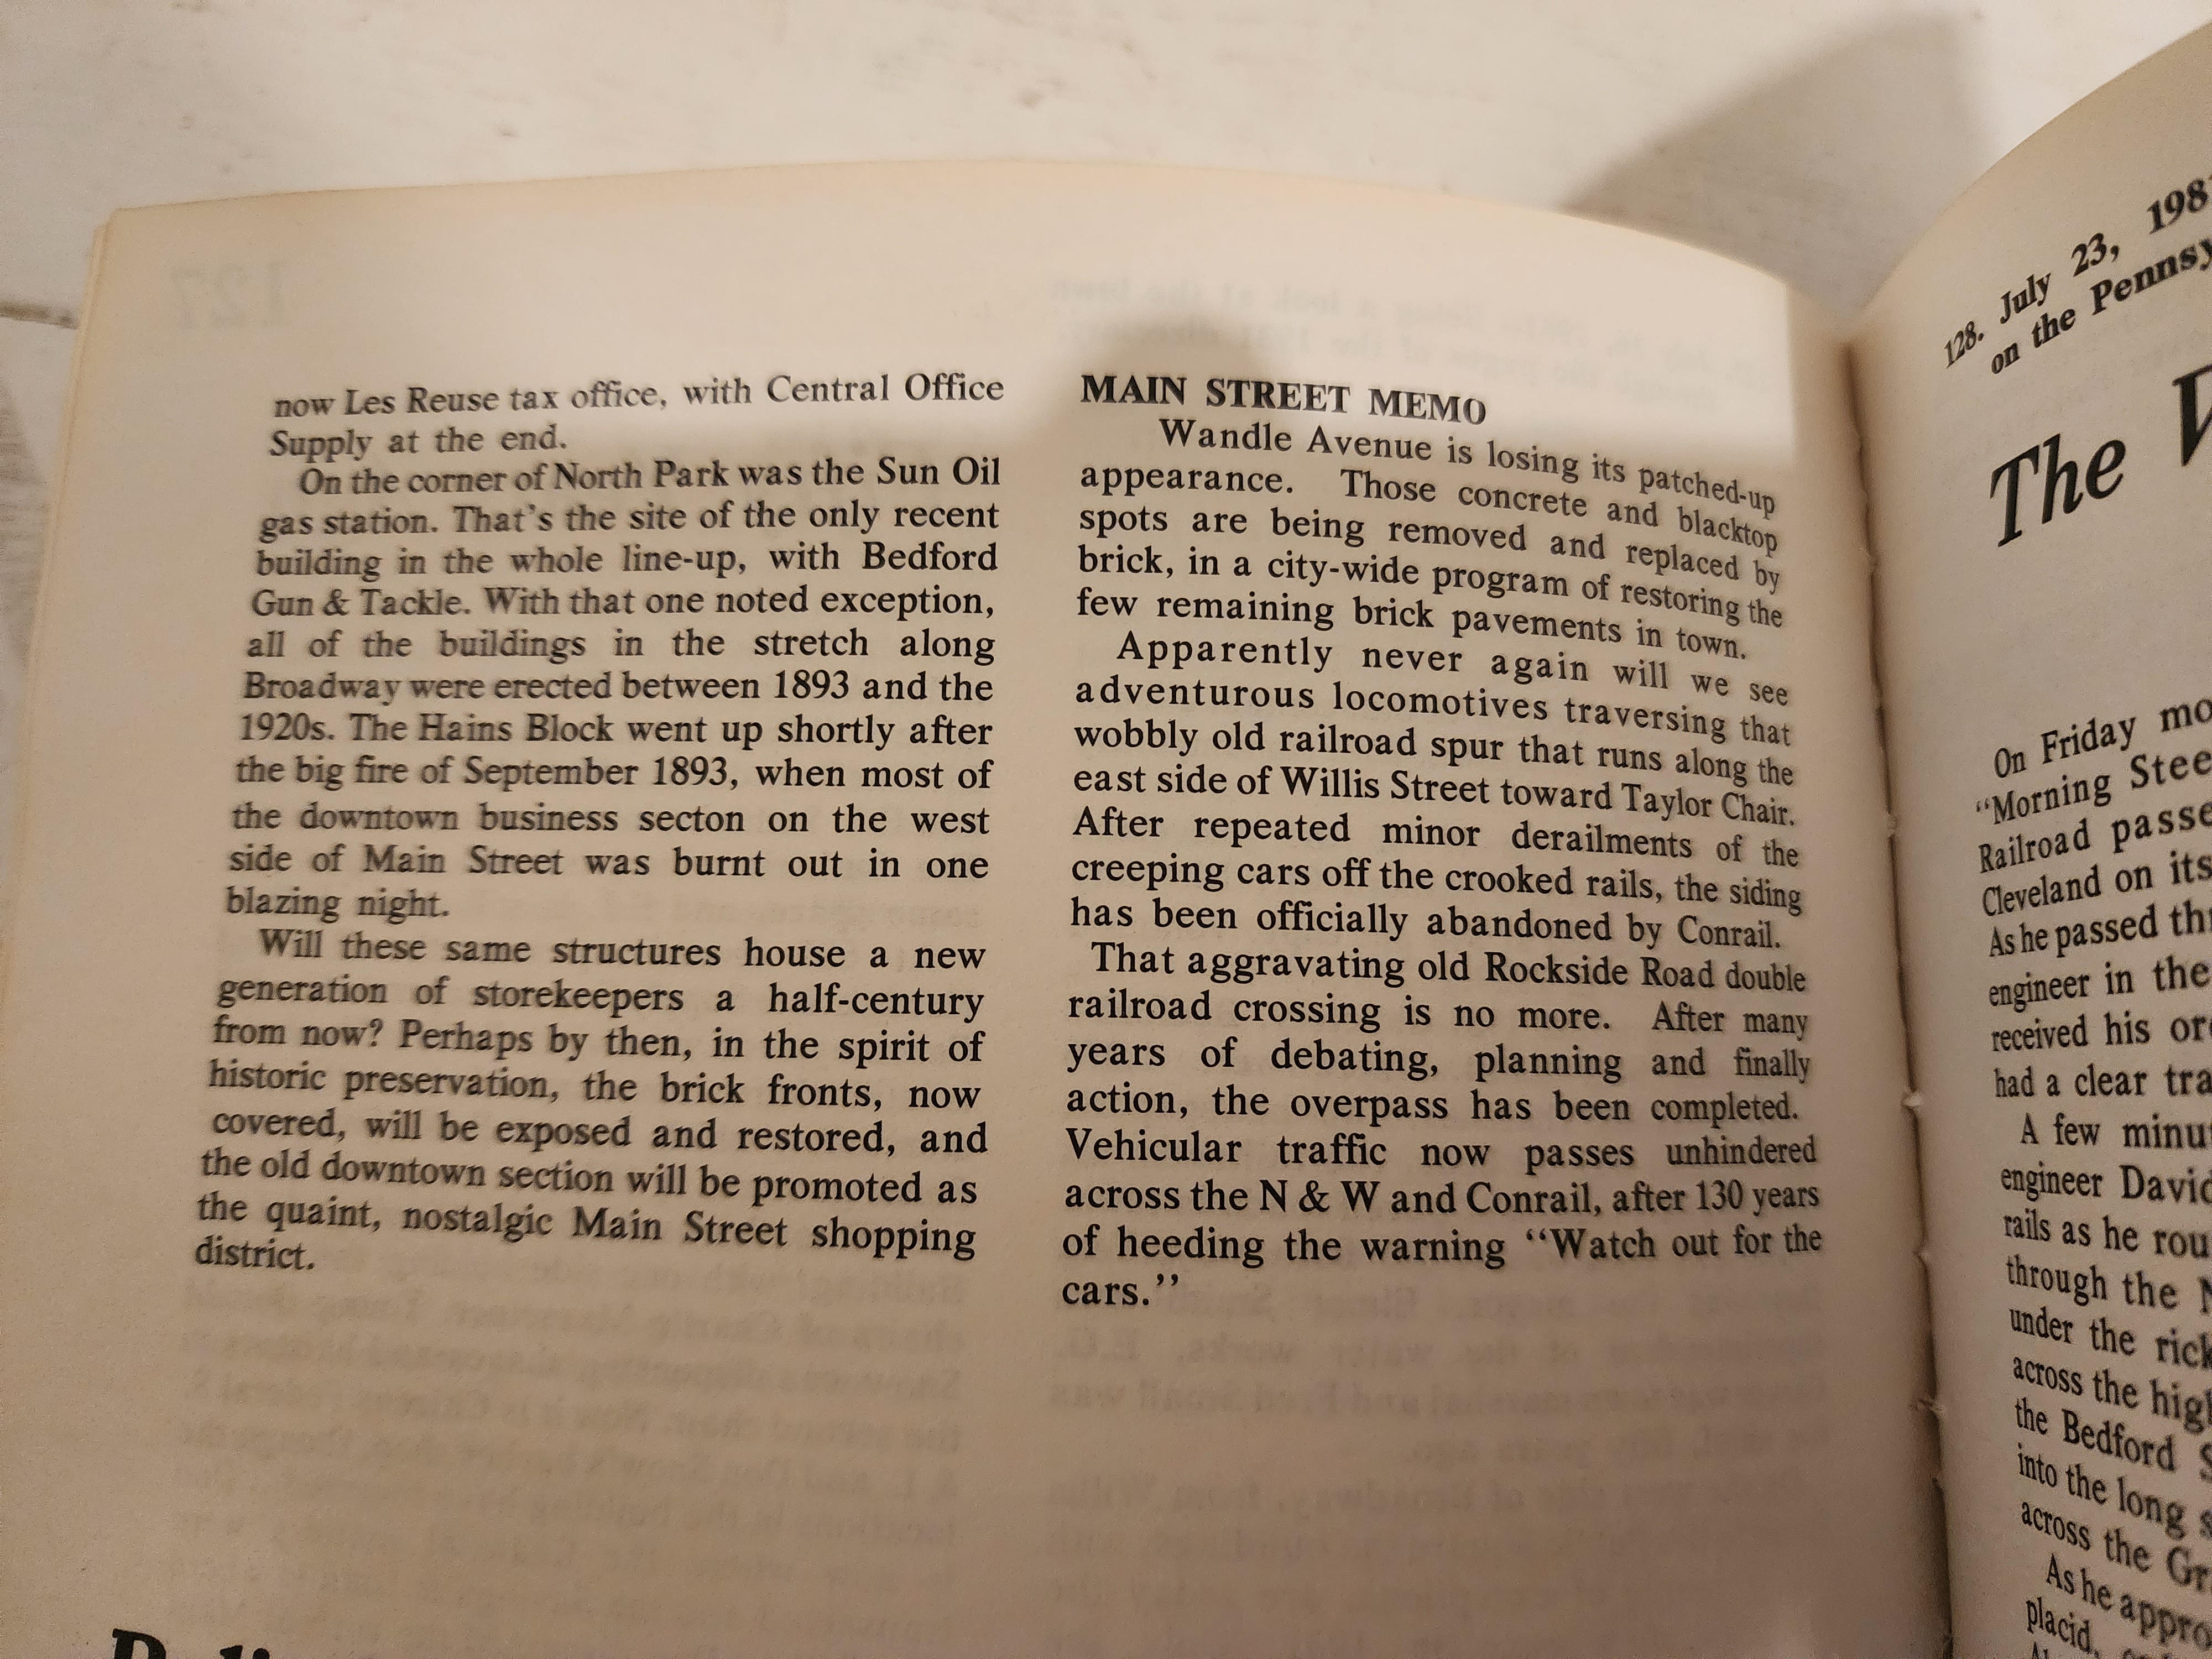 now Les Reuse tax office, with Central Office
Supply at the end.
On the corner of North Park was the Sun Oil
gas station. That's the site of the only recent
building in the whole line-up, with Bedford
Gun & Tackle. With that one noted exception,
all of the buildings in the stretch along
Broadway were erected between 1893 and the
1920s. The Hains Block went up shortly after
the big fire of September 1893, when most of
the downtown business secton on the west
side of Main Street was burnt out in one
blazing night.
Will these same structures house a new
generation of storekeepers a half-century
from now? Perhaps by then, in the spirit of
historic preservation, the brick fronts, now
covered, will be exposed and restored, and
the old downtown section will be promoted as
the quaint, nostalgic Main Street shopping
district.
MAIN STREET MEMO
Wandle Avenue is losing its patched-up
appearance. Those concrete and blacktop
spots are being removed and replaced by
brick, in a city-wide program of restoring the
few remaining brick pavements in town.
Apparently never again will we see
adventurous locomotives traversing that
wobbly old railroad spur that runs along the
east side of Willis Street toward Taylor Chair.
After repeated minor derailments of the
creeping cars off the crooked rails, the siding
has been officially abandoned by Conrail.
That aggravating old Rockside Road double
railroad crossing is no more. After many
years of debating, planning and finally
action, the overpass has been completed.
Vehicular traffic now passes unhindered
across the N & W and Conrail, after 130 years
of heeding the warning “Watch out for the
cars.”
128. July 23,
on the
The
On Friday
“Morning
Railroad
Cleveland on its
As he passed
engineer in the
received his
had a clear
A few
engineer
rails as he
through the
under the
across the
the Bedford
into the long
across the
As he
placid,